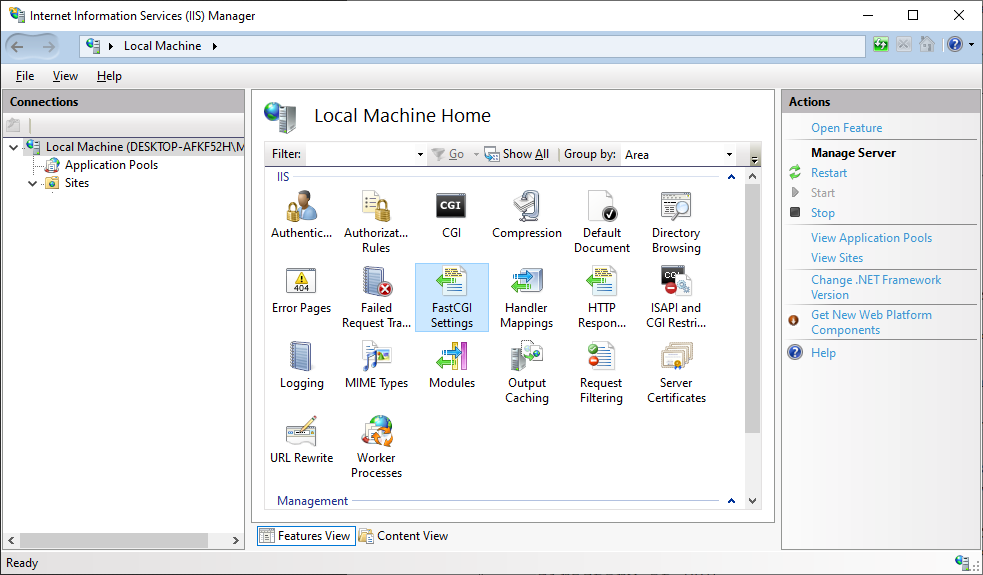 Internet Information Services (IIS) Manager
Local Machine
File View Help
Connections
Local Machine (DESKTOP-AFKF52H\M
Application Pools
Sites
Local Machine Home
Filter: Go Show All Group by: Area
IIS
Authentic...
Authorizat...
Rules
CGI
CGI
Compression
Default
Document
Directory
Browsing
404
Error Pages
Failed
Request Tra...
FastCGI
Settings
Handler
Mappings
HTTP
Respon...
CGI
ISAPI and
CGI Restri...
Logging
MIME Types
Modules
Output
Caching
Request
Filtering
Server
Certificates
URL Rewrite
Worker
Processes
Management
Features View Content View
Actions
Open Feature
Manage Server
Restart
Start
Stop
View Application Pools
View Sites
Change .NET Framework
Version
Get New Web Platform
Components
Help
Ready